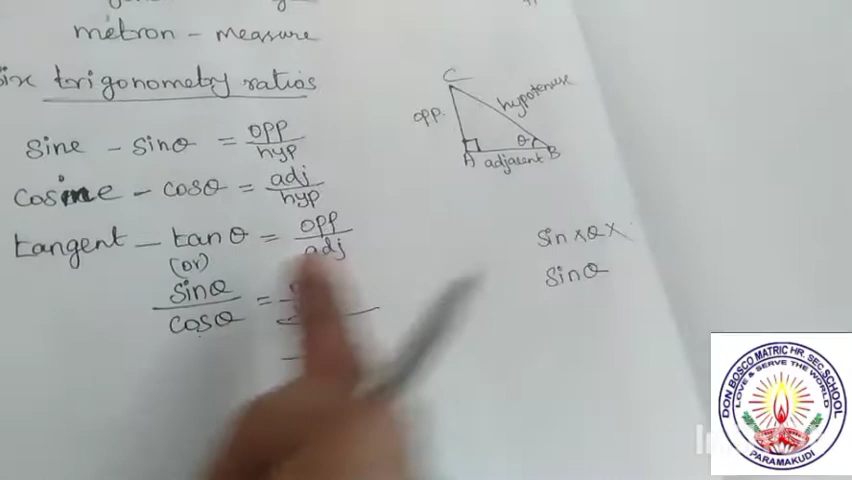 metron - measure
six trigonometry ratios
sine - sinθ = opp/hyp
cosine - cosθ = adj/hyp
tangent - tanθ = opp/adj
(or)
sinθ/cosθ =
C
opp.
hypotenuse
θ
A adjacent B
sin × θ ×
sinθ
DON BOSCO MATRIC HR. SEC. SCHOOL
LOVE & SERVE THE WORLD
PARAMAKUDI